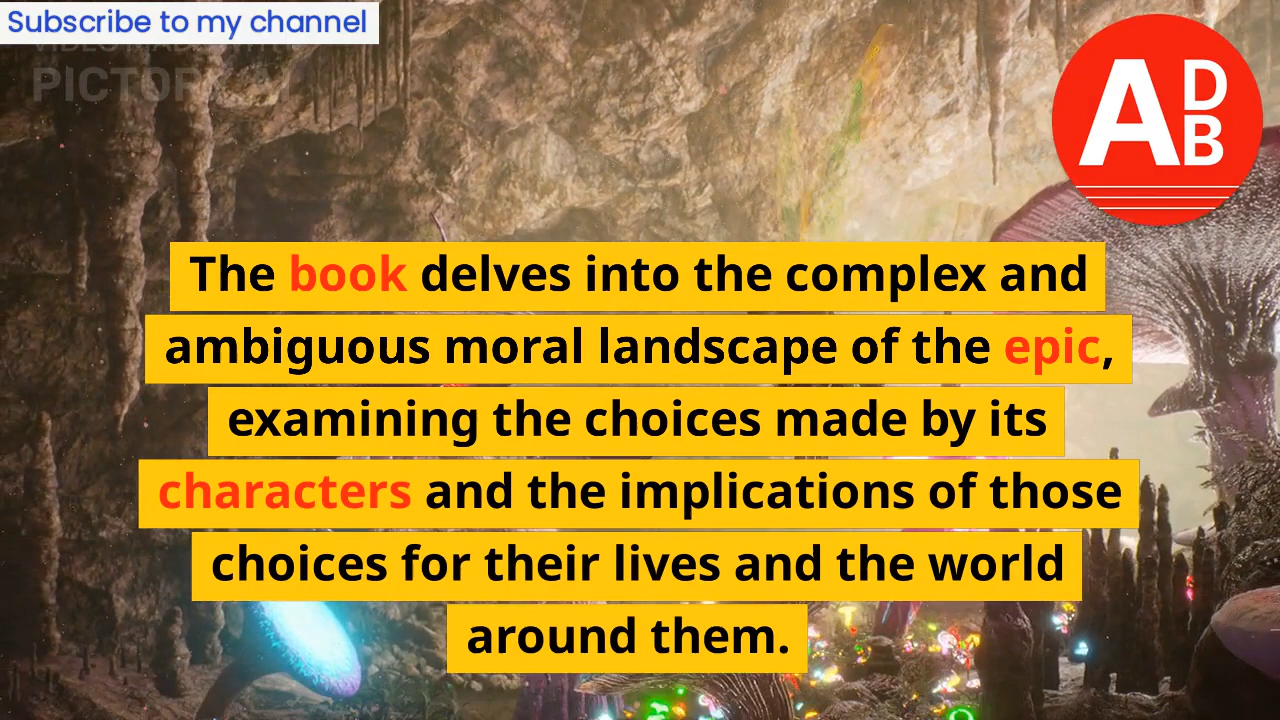 Subscribe to my channel
PICTORY.AI
A
D
B
The book delves into the complex and
ambiguous moral landscape of the epic,
examining the choices made by its
characters and the implications of those
choices for their lives and the world
around them.